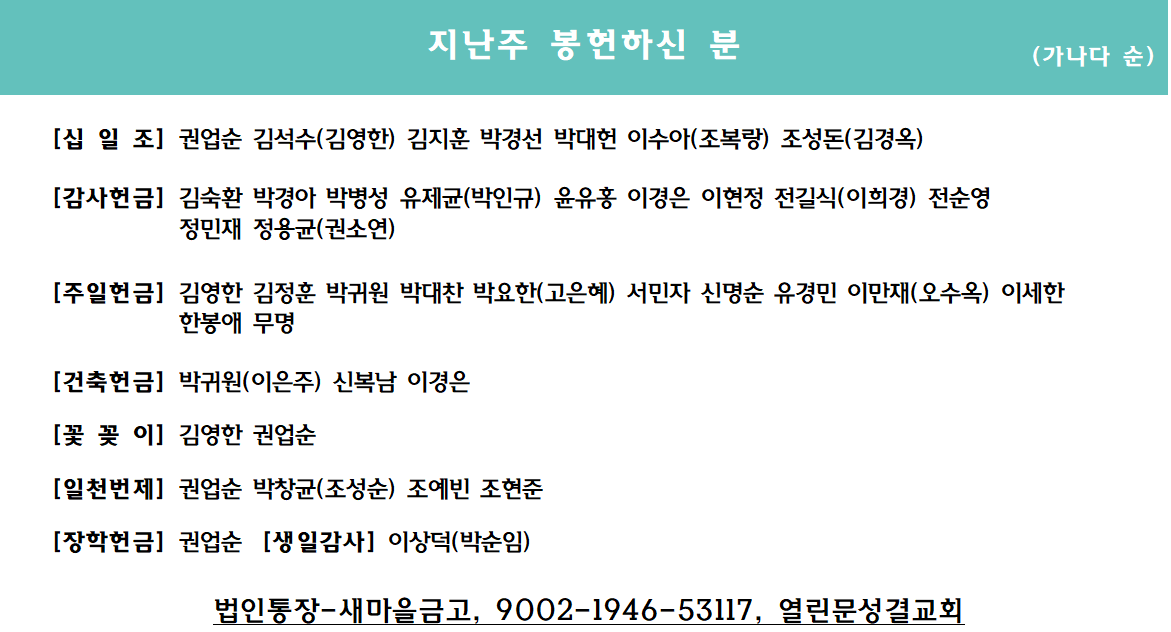 지난주 봉헌하신 분
(가나다 순)
[십 일 조] 권업순 김석수(김영한) 김지훈 박경선 박대헌 이수아(조복랑) 조성돈(김경옥)
[감사헌금] 김숙환 박경아 박병성 유제균(박인규) 윤유홍 이경은 이현정 전길식(이희경) 전순영
정민재 정용균(권소연)
[주일헌금] 김영한 김정훈 박귀원 박대찬 박요한(고은혜) 서민자 신명순 유경민 이만재(오수옥) 이세한
한봉애 무명
[건축헌금] 박귀원(이은주) 신복남 이경은
[꽃 꽂 이] 김영한 권업순
[일천번제] 권업순 박창균(조성순) 조예빈 조현준
[장학헌금] 권업순 [생일감사] 이상덕(박순임)
법인통장-새마을금고, 9002-1946-53117, 열린문성결교회